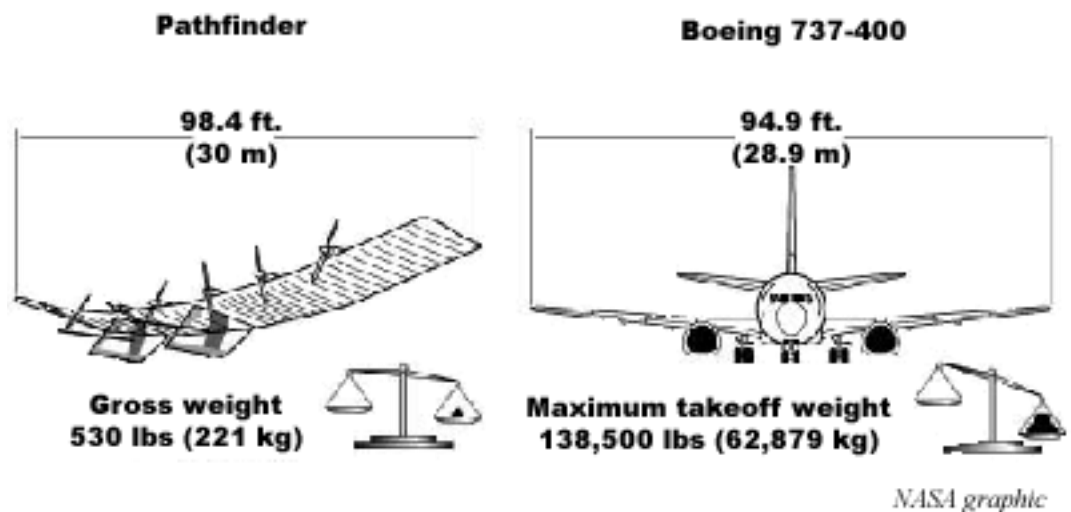 Pathfinder
Boeing 737-400
98.4 ft.
(30 m)
94.9 ft.
(28.9 m)
Gross weight
530 lbs (221 kg)
Maximum takeoff weight
138,500 lbs (62,879 kg)
NASA graphic